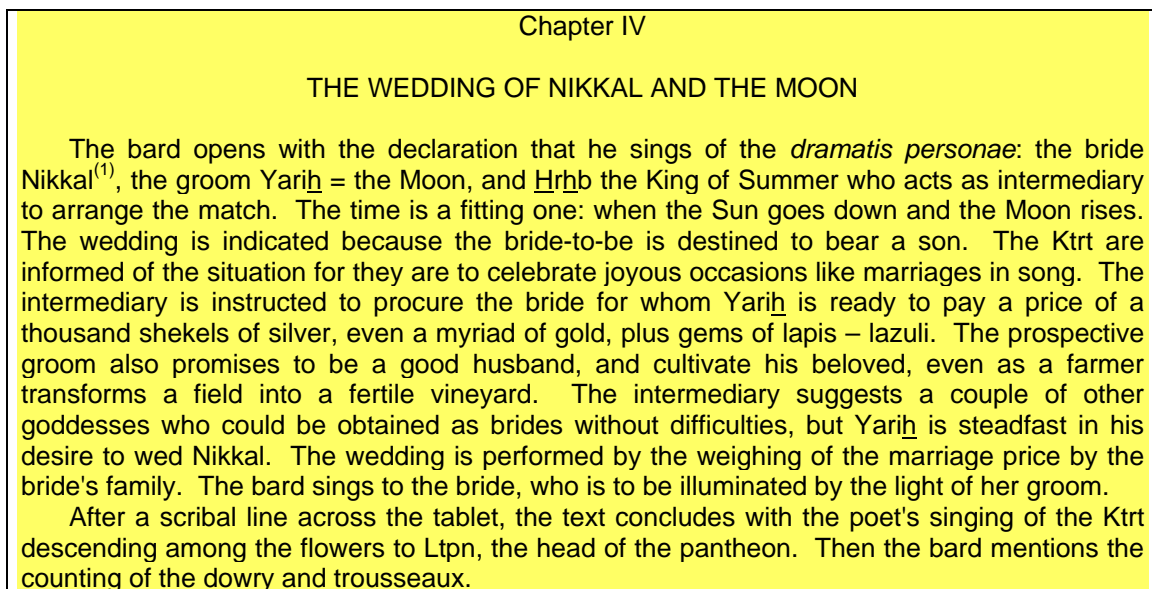 Chapter IV
THE WEDDING OF NIKKAL AND THE MOON
The bard opens with the declaration that he sings of the dramatis personae: the bride
Nikkal(1), the groom Yariẖ = the Moon, and H̱rẖb the King of Summer who acts as intermediary
to arrange the match. The time is a fitting one: when the Sun goes down and the Moon rises.
The wedding is indicated because the bride-to-be is destined to bear a son. The Ktrt are
informed of the situation for they are to celebrate joyous occasions like marriages in song. The
intermediary is instructed to procure the bride for whom Yariẖ is ready to pay a price of a
thousand shekels of silver, even a myriad of gold, plus gems of lapis – lazuli. The prospective
groom also promises to be a good husband, and cultivate his beloved, even as a farmer
transforms a field into a fertile vineyard. The intermediary suggests a couple of other
goddesses who could be obtained as brides without difficulties, but Yariẖ is steadfast in his
desire to wed Nikkal. The wedding is performed by the weighing of the marriage price by the
bride's family. The bard sings to the bride, who is to be illuminated by the light of her groom.
After a scribal line across the tablet, the text concludes with the poet's singing of the Ktrt
descending among the flowers to Ltpn, the head of the pantheon. Then the bard mentions the
counting of the dowry and trousseaux.